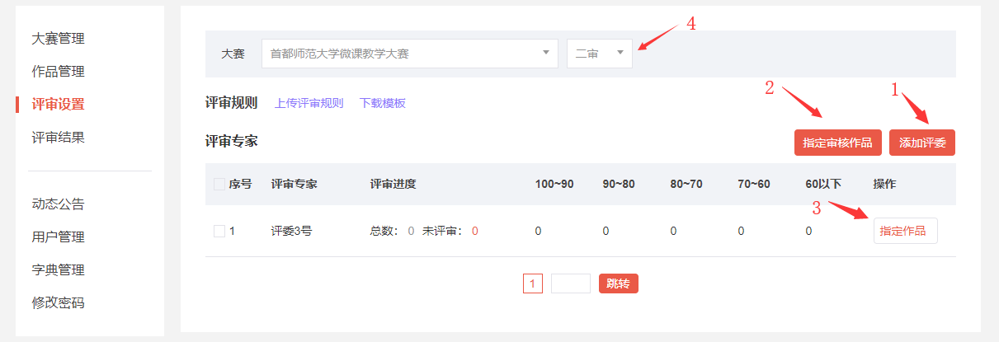 大赛管理
作品管理
评审设置
评审结果
动态公告
用户管理
字典管理
修改密码
4
大赛 首都师范大学微课教学大赛 二审
评审规则 上传评审规则 下载模板
2 1
评审专家 指定审核作品 添加评委
序号 评审专家 评审进度 100~90 90~80 80~70 70~60 60以下 操作
3
1 评委3号 总数: 0 未评审: 0 0 0 0 0 0 指定作品
1 跳转